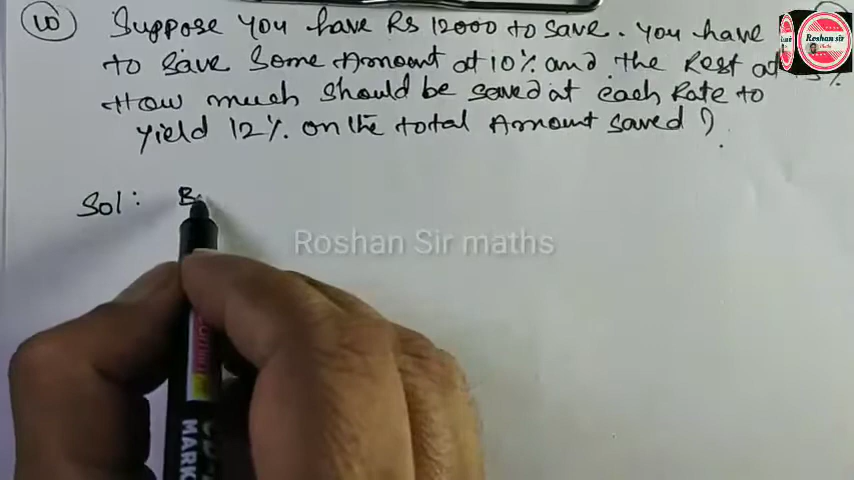 10 Suppose you have Rs 12000 to save. you have
to save some Amount at 10% and the Rest at 5%
How much should be saved at each Rate to
yield 12% on the total Amount saved ?
Sol:
Roshan Sir maths
Roshan sir
MARK